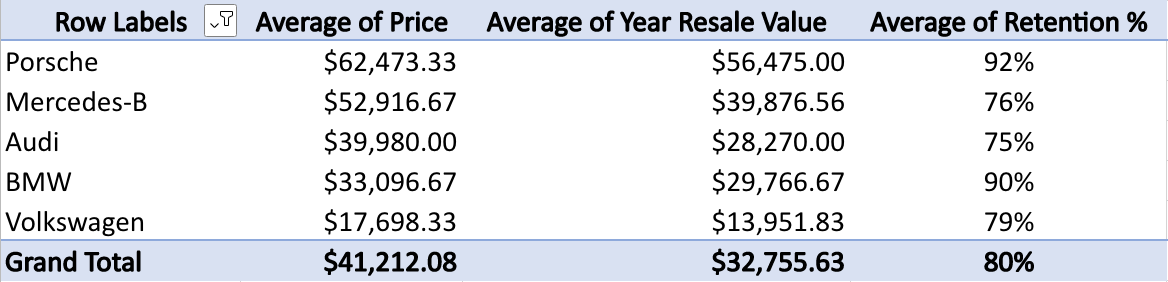 Row Labels Average of Price Average of Year Resale Value Average of Retention %
Porsche $62,473.33 $56,475.00 92%
Mercedes-B $52,916.67 $39,876.56 76%
Audi $39,980.00 $28,270.00 75%
BMW $33,096.67 $29,766.67 90%
Volkswagen $17,698.33 $13,951.83 79%
Grand Total $41,212.08 $32,755.63 80%